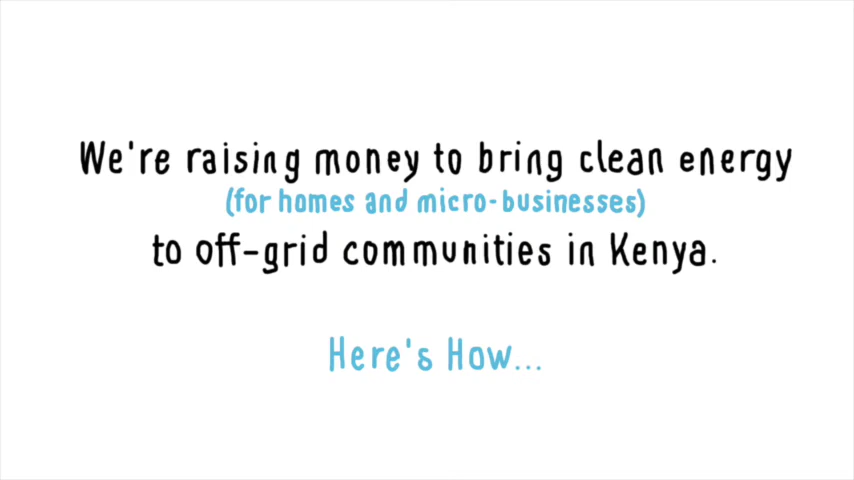 We're raising money to bring clean energy
(for homes and micro-businesses)
to off-grid communities in Kenya.
Here's How...